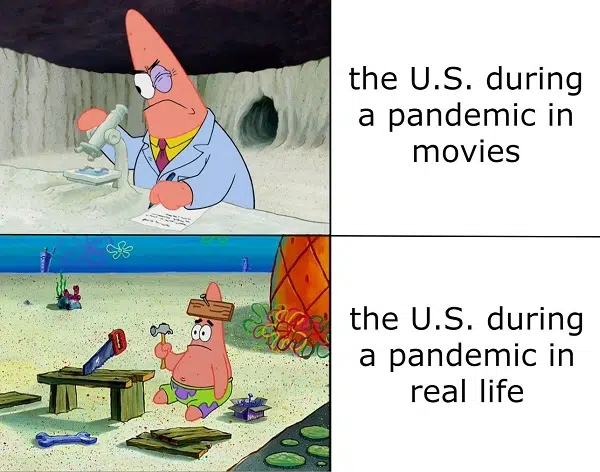 the U.S. during
a pandemic in
movies
the U.S. during
a pandemic in
real life